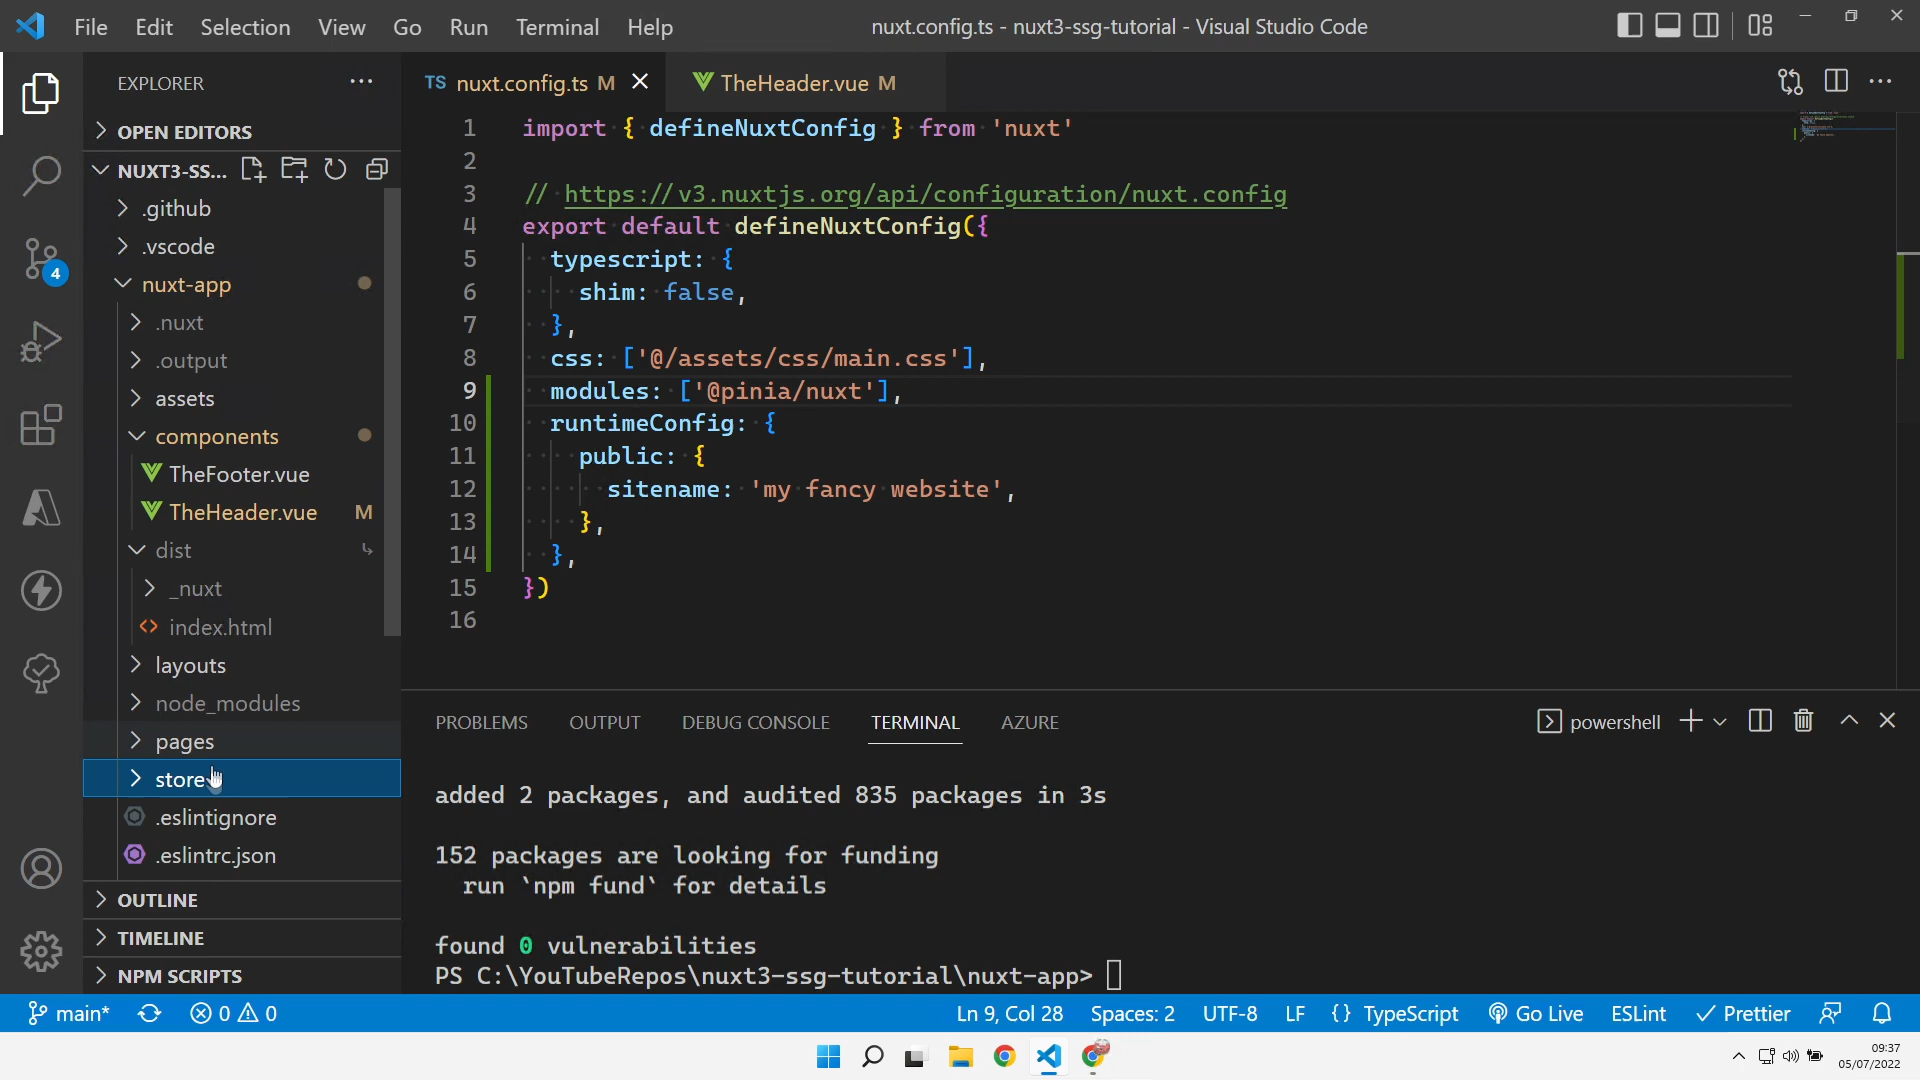 File Edit Selection View Go Run Terminal Help
nuxt.config.ts - nuxt3-ssg-tutorial - Visual Studio Code
EXPLORER
OPEN EDITORS
NUXT3-SS...
.github
.vscode
nuxt-app
.nuxt
.output
assets
components
TheFooter.vue
TheHeader.vue M
dist
_nuxt
index.html
layouts
node_modules
pages
store
.eslintignore
.eslintrc.json
OUTLINE
TIMELINE
NPM SCRIPTS
4
TS nuxt.config.ts M
TheHeader.vue M
1 import { defineNuxtConfig } from 'nuxt'
2
3 // https://v3.nuxtjs.org/api/configuration/nuxt.config
4 export default defineNuxtConfig({
5 typescript: {
6 shim: false,
7 },
8 css: ['@/assets/css/main.css'],
9 modules: ['@pinia/nuxt'],
10 runtimeConfig: {
11 public: {
12 sitename: 'my fancy website',
13 },
14 },
15 })
16
PROBLEMS OUTPUT DEBUG CONSOLE TERMINAL AZURE
powershell
added 2 packages, and audited 835 packages in 3s
152 packages are looking for funding
run `npm fund` for details
found 0 vulnerabilities
PS C:\YouTubeRepos\nuxt3-ssg-tutorial\nuxt-app>
main* 0 0
Ln 9, Col 28 Spaces: 2 UTF-8 LF {} TypeScript Go Live ESLint Prettier
09:37
05/07/2022